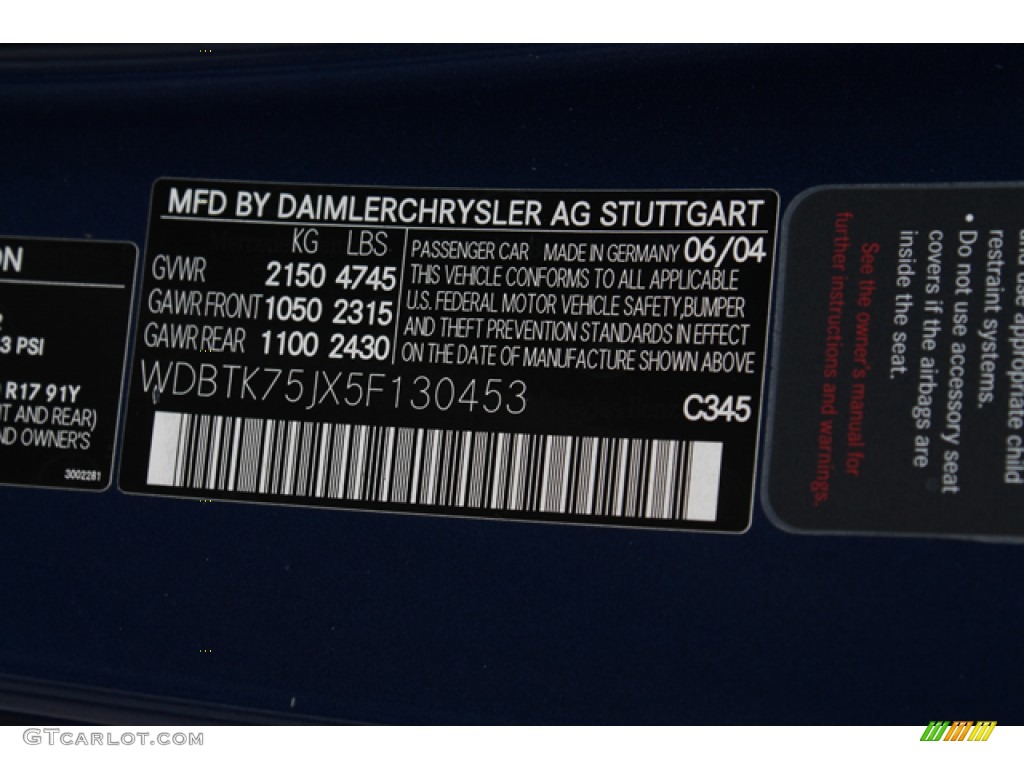 MFD BY DAIMLERCHRYSLER AG STUTTGART
KG LBS
GVWR 2150 4745
GAWR FRONT 1050 2315
GAWR REAR 1100 2430
PASSENGER CAR MADE IN GERMANY 06/04
THIS VEHICLE CONFORMS TO ALL APPLICABLE
U.S. FEDERAL MOTOR VEHICLE SAFETY,BUMPER
AND THEFT PREVENTION STANDARDS IN EFFECT
ON THE DATE OF MANUFACTURE SHOWN ABOVE
WDBTK75JX5F130453
C345
ON
3 PSI
R17 91Y
AND REAR)
OWNER'S
3002281
and use appropriate child
restraint systems.
• Do not use accessory seat
covers if the airbags are
inside the seat.
See the owner's manual for
further instructions and warnings.
GTCARLOT.COM